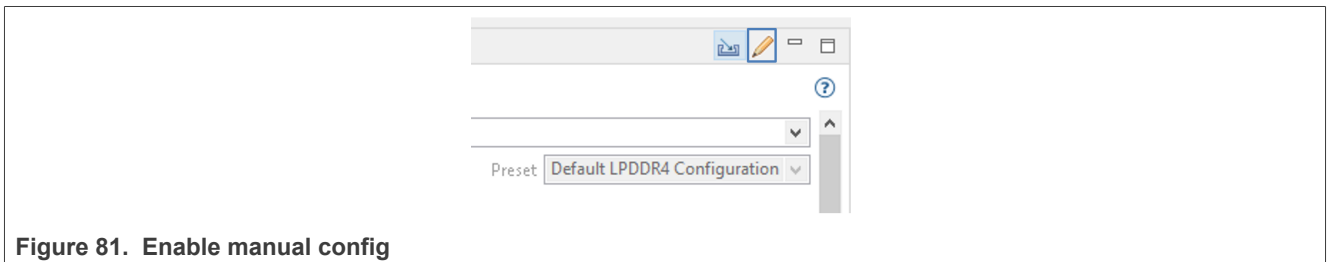 ?
Preset Default LPDDR4 Configuration
Figure 81. Enable manual config